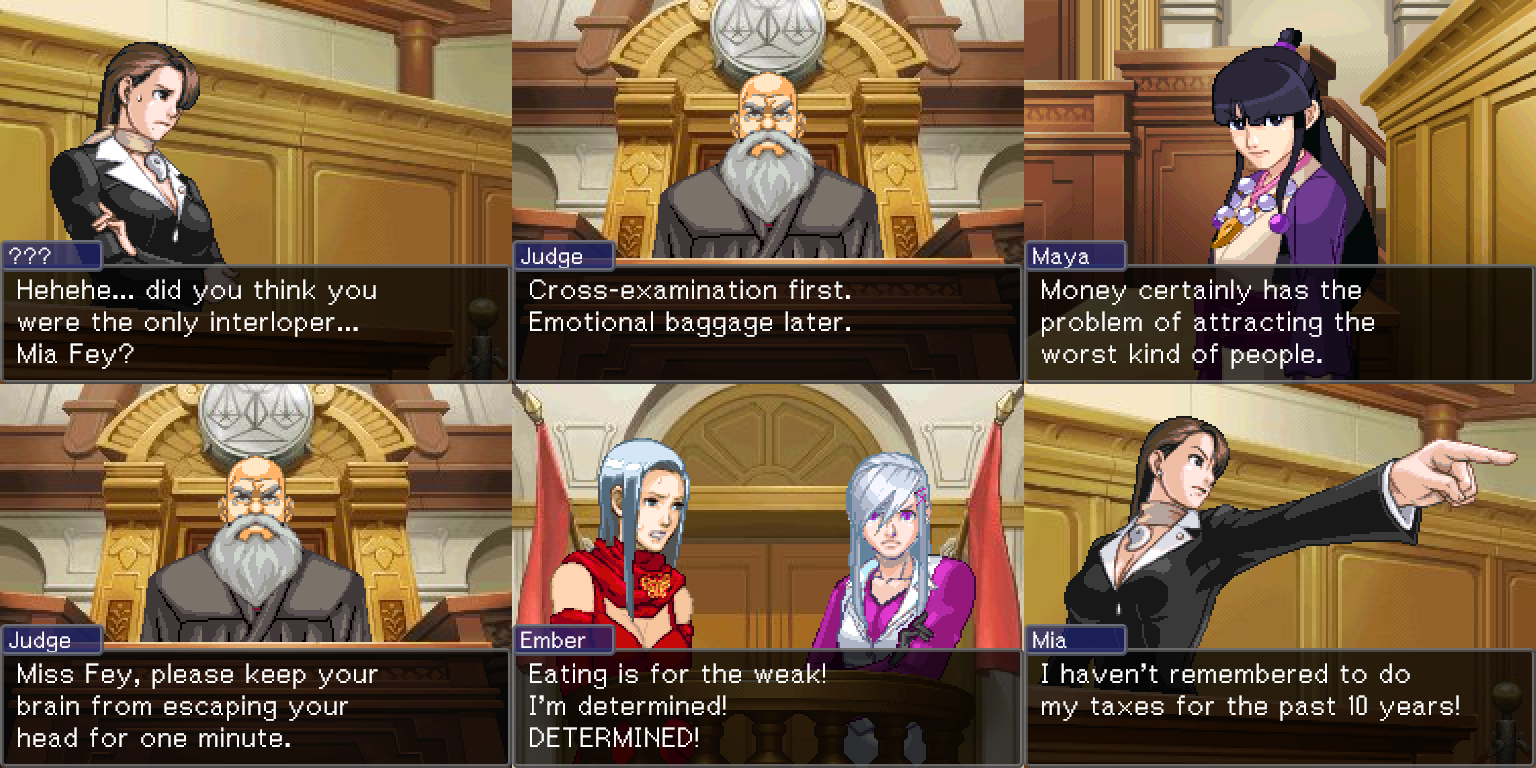 ???
Hehehe... did you think you
were the only interloper...
Mia Fey?
Judge
Cross-examination first.
Emotional baggage later.
Maya
Money certainly has the
problem of attracting the
worst kind of people.
Judge
Miss Fey, please keep your
brain from escaping your
head for one minute.
Ember
Eating is for the weak!
I'm determined!
DETERMINED!
Mia
I haven't remembered to do
my taxes for the past 10 years!